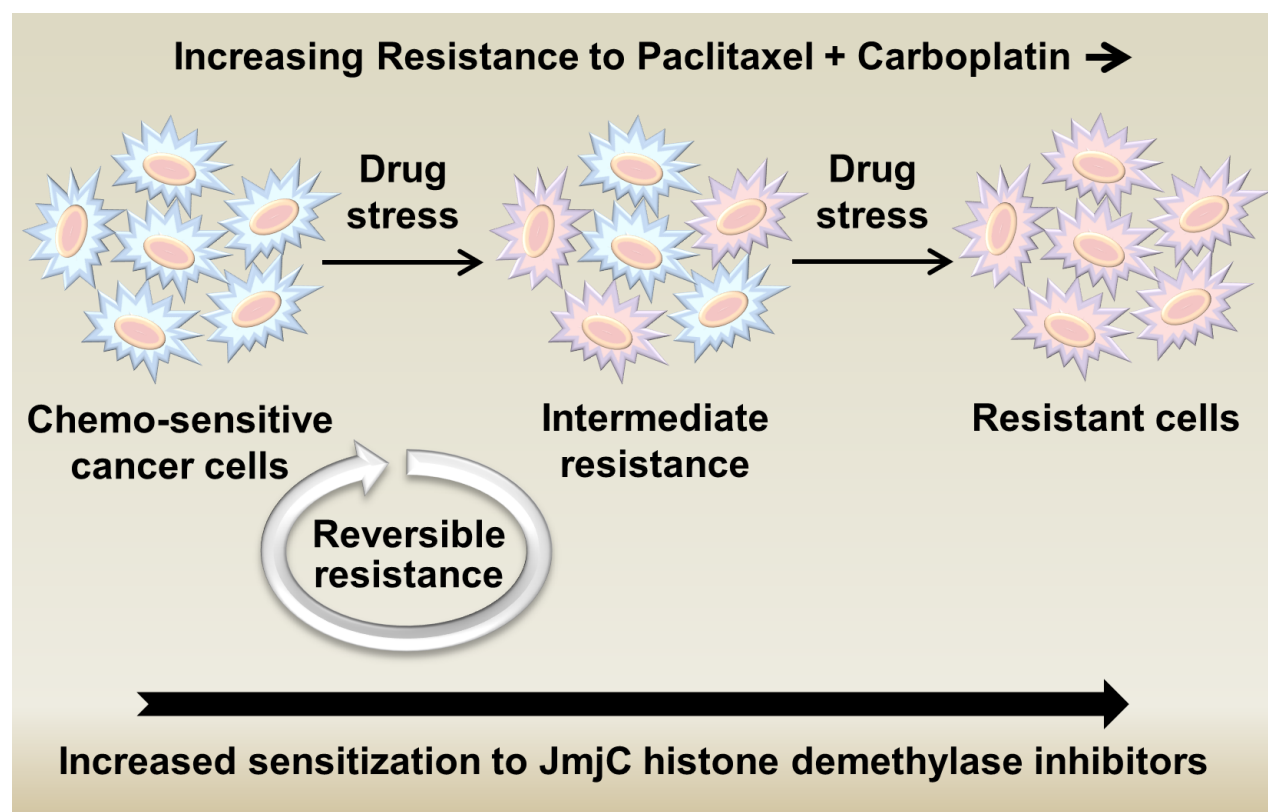 Increasing Resistance to Paclitaxel + Carboplatin →
Drug
stress
Drug
stress
Chemo-sensitive
cancer cells
Intermediate
resistance
Resistant cells
Reversible
resistance
Increased sensitization to JmjC histone demethylase inhibitors